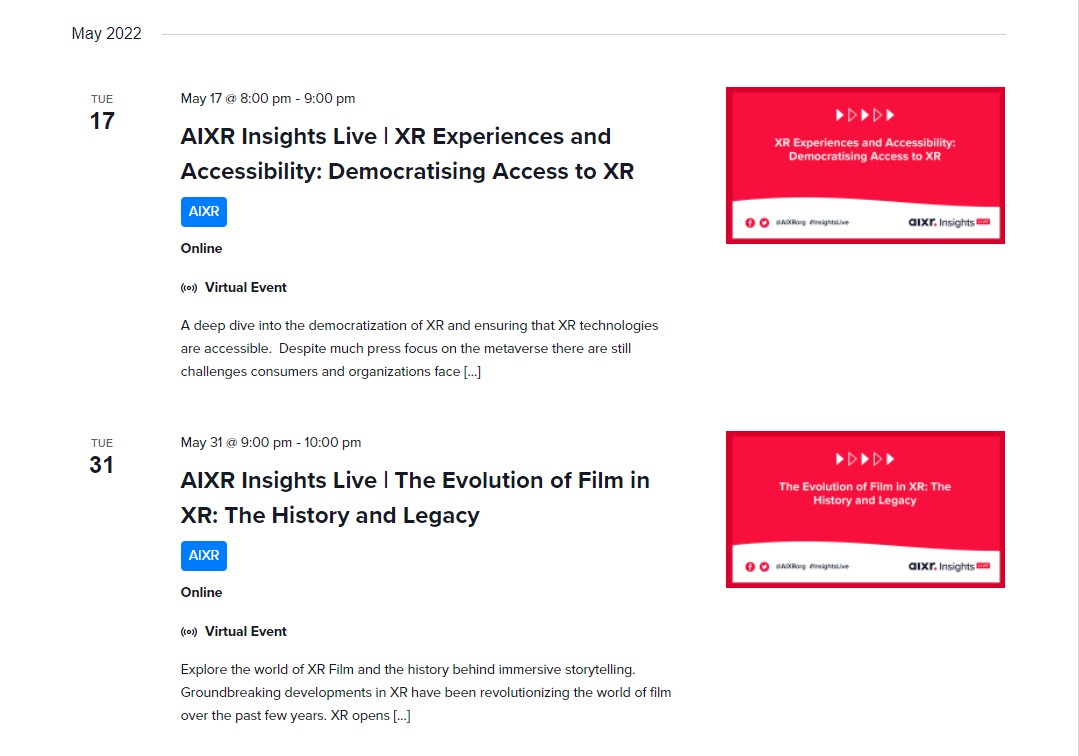 May 2022
TUE
17
May 17 @ 8:00 pm - 9:00 pm
AIXR Insights Live | XR Experiences and
Accessibility: Democratising Access to XR
AIXR
Online
Virtual Event
A deep dive into the democratization of XR and ensuring that XR technologies
are accessible.  Despite much press focus on the metaverse there are still
challenges consumers and organizations face [...]
XR Experiences and Accessibility:
Democratising Access to XR
@AIXRorg #InsightsLive
aixr. Insights LIVE
TUE
31
May 31 @ 9:00 pm - 10:00 pm
AIXR Insights Live | The Evolution of Film in
XR: The History and Legacy
AIXR
Online
Virtual Event
Explore the world of XR Film and the history behind immersive storytelling.
Groundbreaking developments in XR have been revolutionizing the world of film
over the past few years. XR opens [...]
The Evolution of Film in XR: The
History and Legacy
@AIXRorg #InsightsLive
aixr. Insights LIVE